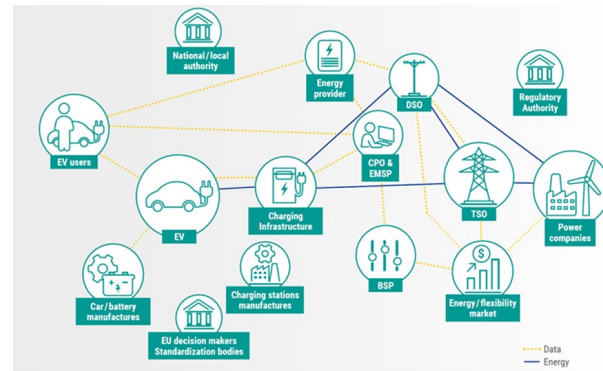 National/local
authority
Energy
provider
DSO
Regulatory
Authority
EV users
CPO &
EMSP
EV
Charging
Infrastructure
TSO
Power
companies
Car/battery
manufactures
Charging stations
manufactures
BSP
$
Energy/flexibility
market
EU decision makers
Standardization bodies
Data
Energy